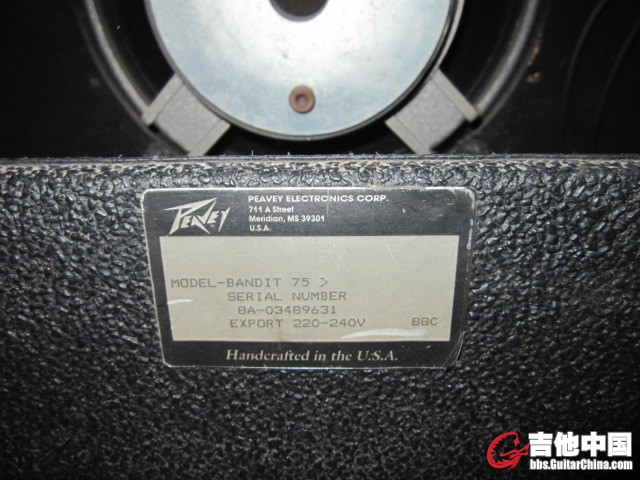 PEAVEY
PEAVEY ELECTRONICS CORP.
711 A Street
Meridian, MS 39301
U.S.A.
MODEL-BANDIT 75 >
SERIAL NUMBER
8A-03489631
EXPORT 220-240V 88C
Handcrafted in the U.S.A.
吉他中国
bbs.GuitarChina.com